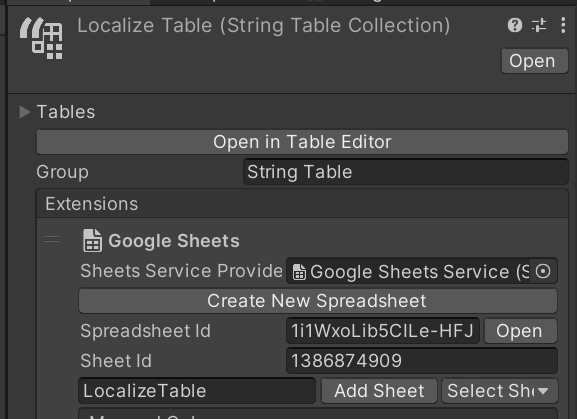 Localize Table (String Table Collection)
Open
Tables
Open in Table Editor
Group String Table
Extensions
Google Sheets
Sheets Service Provide Google Sheets Service (S
Create New Spreadsheet
Spreadsheet Id 1i1WxoLib5CILe-HFJ Open
Sheet Id 1386874909
LocalizeTable Add Sheet Select She